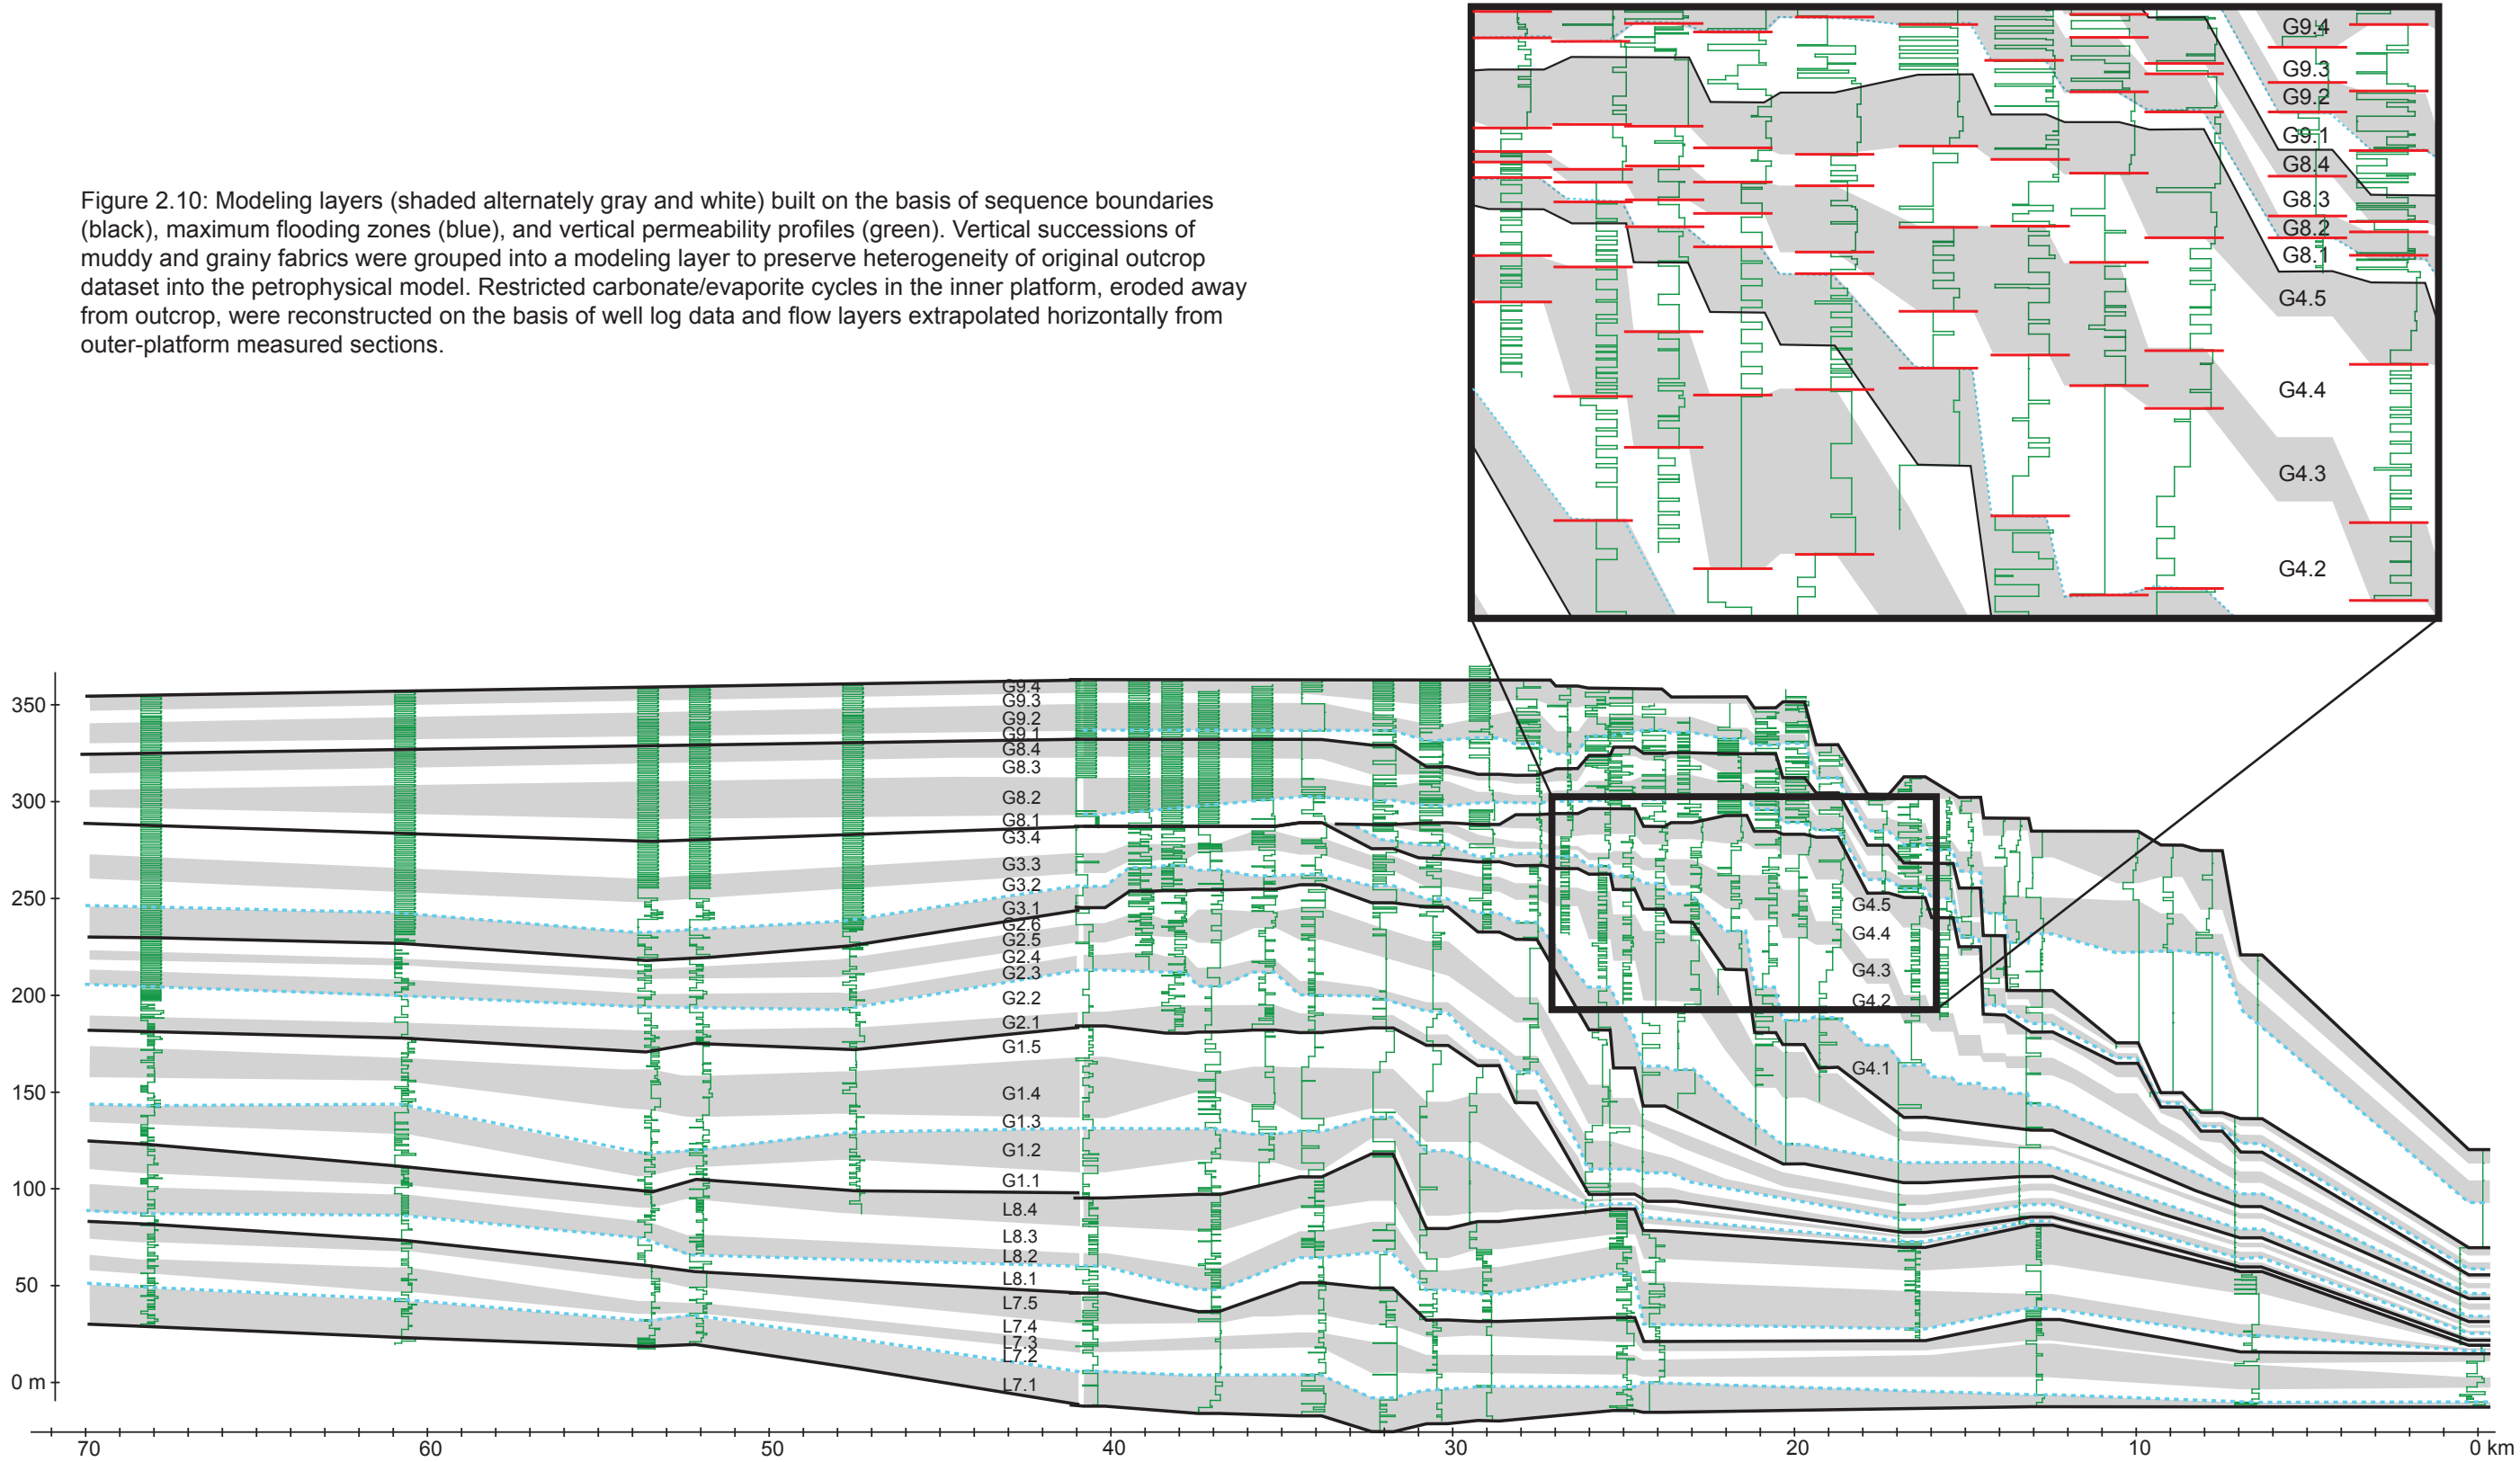 Figure 2.10: Modeling layers (shaded alternately gray and white) built on the basis of sequence boundaries
(black), maximum flooding zones (blue), and vertical permeability profiles (green). Vertical successions of
muddy and grainy fabrics were grouped into a modeling layer to preserve heterogeneity of original outcrop
dataset into the petrophysical model. Restricted carbonate/evaporite cycles in the inner platform, eroded away
from outcrop, were reconstructed on the basis of well log data and flow layers extrapolated horizontally from
outer-platform measured sections.
G9.4
G9.3
G9.2
G9.1
G8.4
G8.3
G8.2
G8.1
G4.5
G4.4
G4.3
G4.2
350
300
250
200
150
100
50
0 m
G9.4
G9.3
G9.2
G9.1
G8.4
G8.3
G8.2
G8.1
G3.4
G3.3
G3.2
G3.1
G2.6
G2.5
G2.4
G2.3
G2.2
G2.1
G1.5
G1.4
G1.3
G1.2
G1.1
L8.4
L8.3
L8.2
L8.1
L7.5
L7.4
L7.3
L7.2
L7.1
G4.5
G4.4
G4.3
G4.2
G4.1
70 60 50 40 30 20 10 0 km